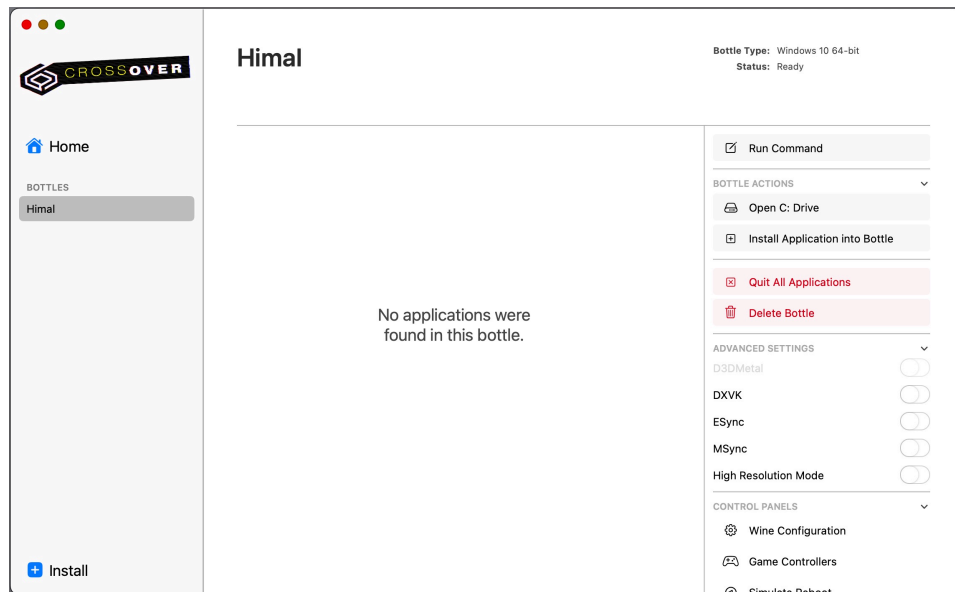 CROSSOVER
Home
BOTTLES
Himal
Install
Himal
Bottle Type: Windows 10 64-bit
Status: Ready
No applications were
found in this bottle.
Run Command
BOTTLE ACTIONS
Open C: Drive
Install Application into Bottle
Quit All Applications
Delete Bottle
ADVANCED SETTINGS
D3DMetal
DXVK
ESync
MSync
High Resolution Mode
CONTROL PANELS
Wine Configuration
Game Controllers
Simulate Reboot